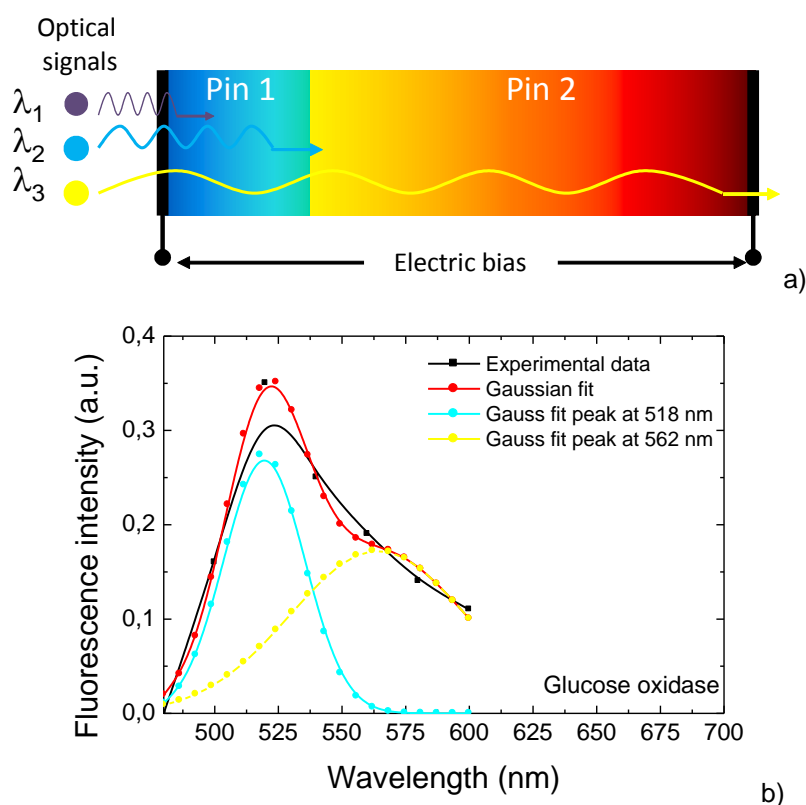 Optical
signals
Pin 1
Pin 2
λ1
λ2
λ3
Electric bias
a)
Fluorescence intensity (a.u.)
0,4
0,3
0,2
0,1
0,0
Experimental data
Gaussian fit
Gauss fit peak at 518 nm
Gauss fit peak at 562 nm
Glucose oxidase
500 525 550 575 600 625 650 675 700
Wavelength (nm)
b)